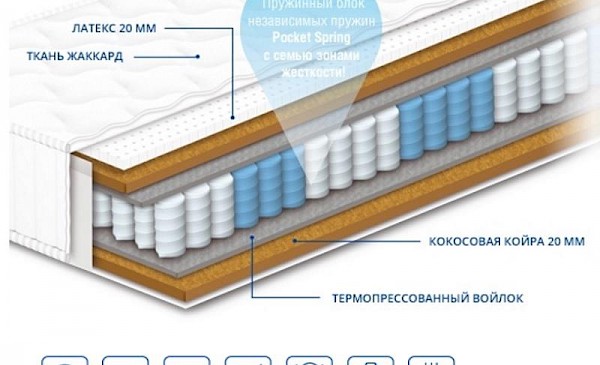 Пружинный блок
независимых пружин
Pocket Spring
с семью зонами
жесткости!
ЛАТЕКС 20 ММ
ТКАНЬ ЖАККАРД
КОКОСОВАЯ КОЙРА 20 ММ
ТЕРМОПРЕССОВАННЫЙ ВОЙЛОК